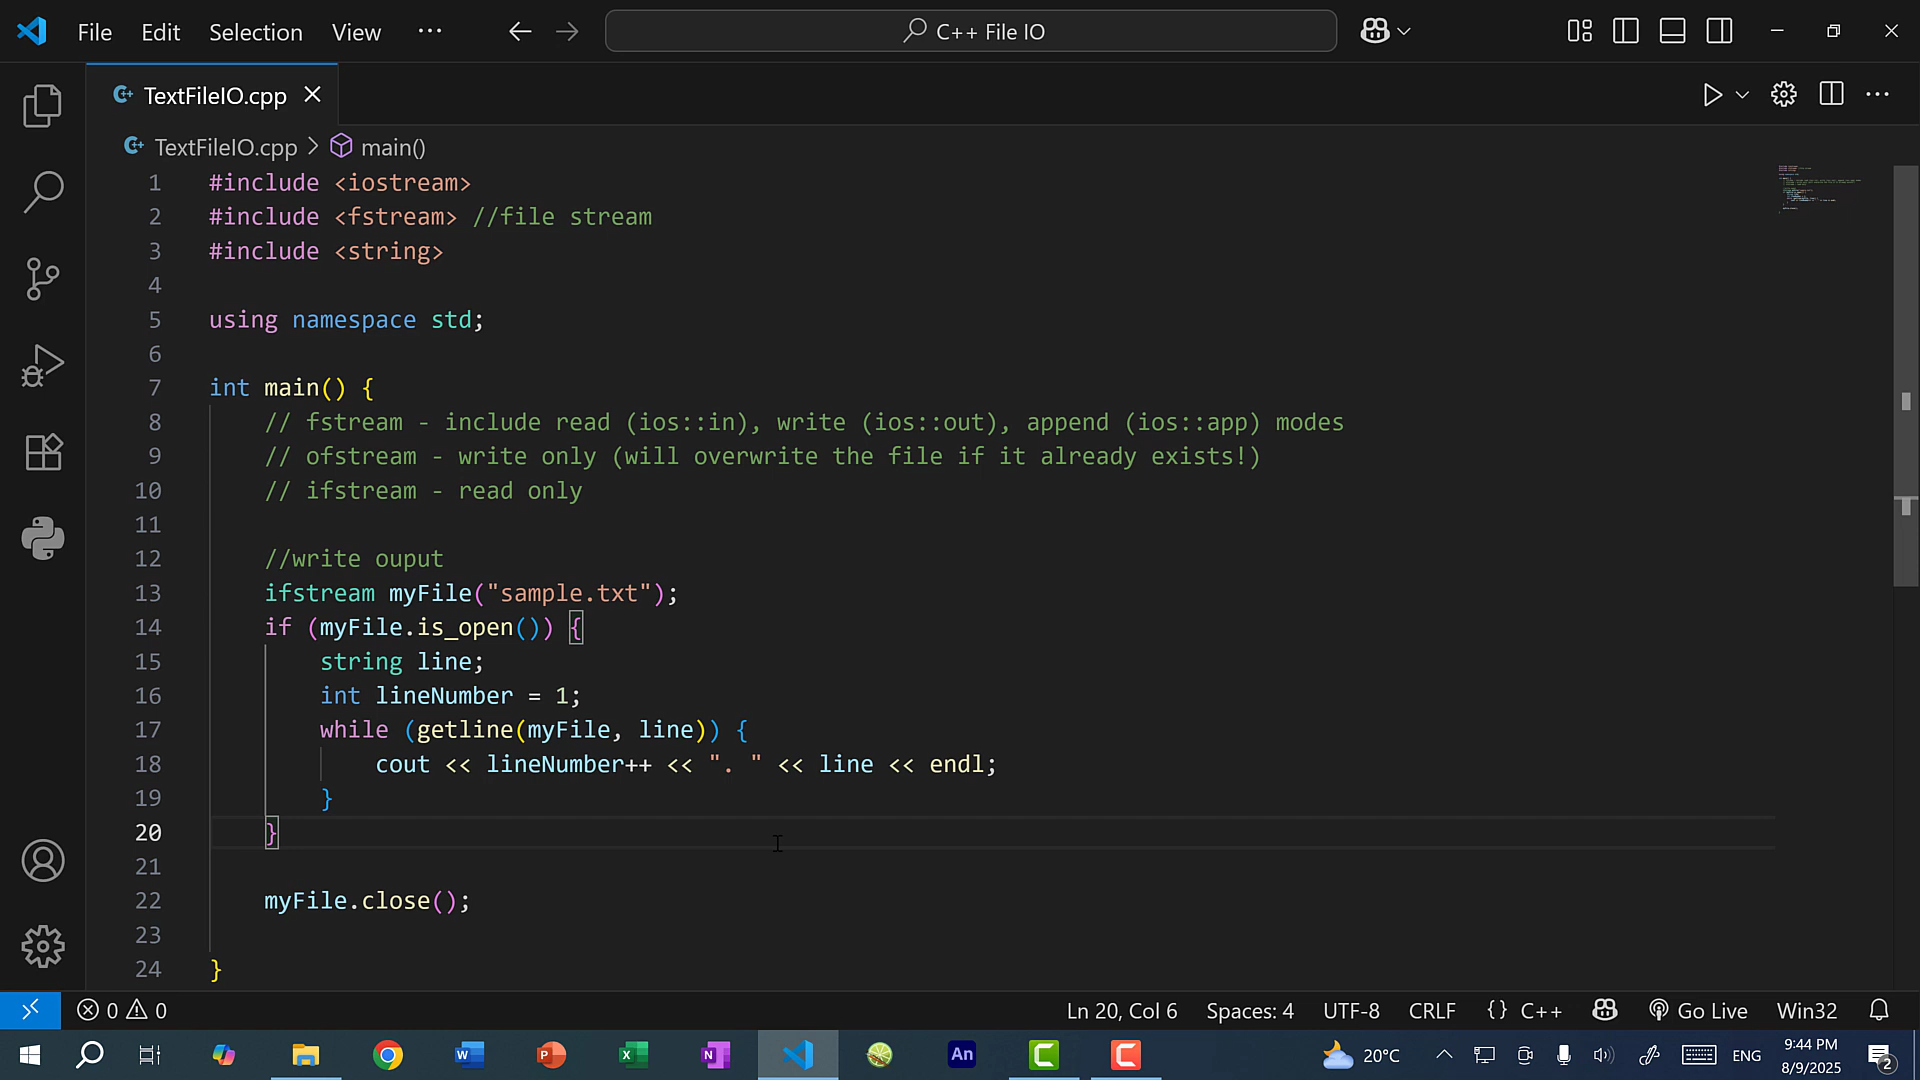 File Edit Selection View ··· C++ File IO
TextFileIO.cpp
TextFileIO.cpp > main()
1 #include <iostream>
2 #include <fstream> //file stream
3 #include <string>
4
5 using namespace std;
6
7 int main() {
8 // fstream - include read (ios::in), write (ios::out), append (ios::app) modes
9 // ofstream - write only (will overwrite the file if it already exists!)
10 // ifstream - read only
11
12 //write ouput
13 ifstream myFile("sample.txt");
14 if (myFile.is_open()) {
15 string line;
16 int lineNumber = 1;
17 while (getline(myFile, line)) {
18 cout << lineNumber++ << ". " << line << endl;
19 }
20 }
21
22 myFile.close();
23
24 }
0 0 Ln 20, Col 6 Spaces: 4 UTF-8 CRLF {} C++ Go Live Win32
An 20°C ENG 9:44 PM
8/9/2025 2